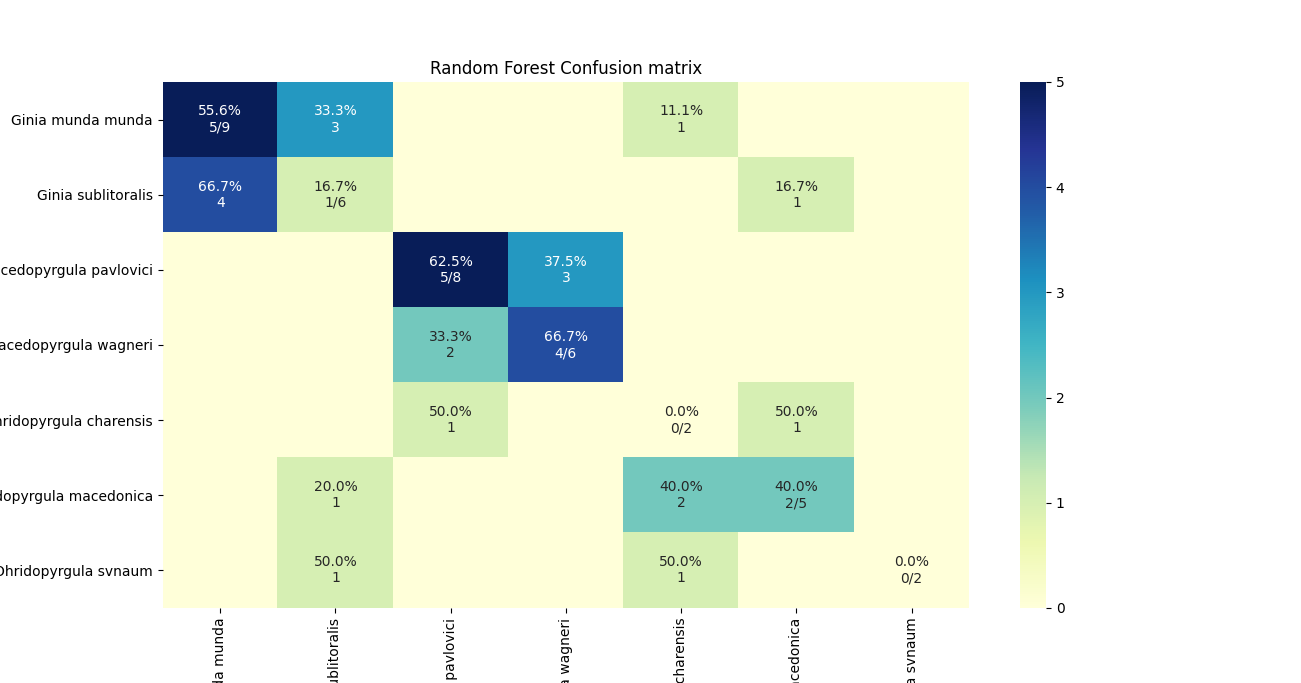 Random Forest Confusion matrix
Ginia munda munda
55.6%
5/9
33.3%
3
11.1%
1
Ginia sublitoralis
66.7%
4
16.7%
1/6
16.7%
1
cedopyrgula pavlovici
62.5%
5/8
37.5%
3
acedopyrgula wagneri
33.3%
2
66.7%
4/6
hridopyrgula charensis
50.0%
1
0.0%
0/2
50.0%
1
dopyrgula macedonica
20.0%
1
40.0%
2
40.0%
2/5
Ohridopyrgula svnaum
50.0%
1
50.0%
1
0.0%
0/2
da munda
ublitoralis
pavlovici
a wagneri
charensis
cedonica
a svnaum
5
4
3
2
1
0